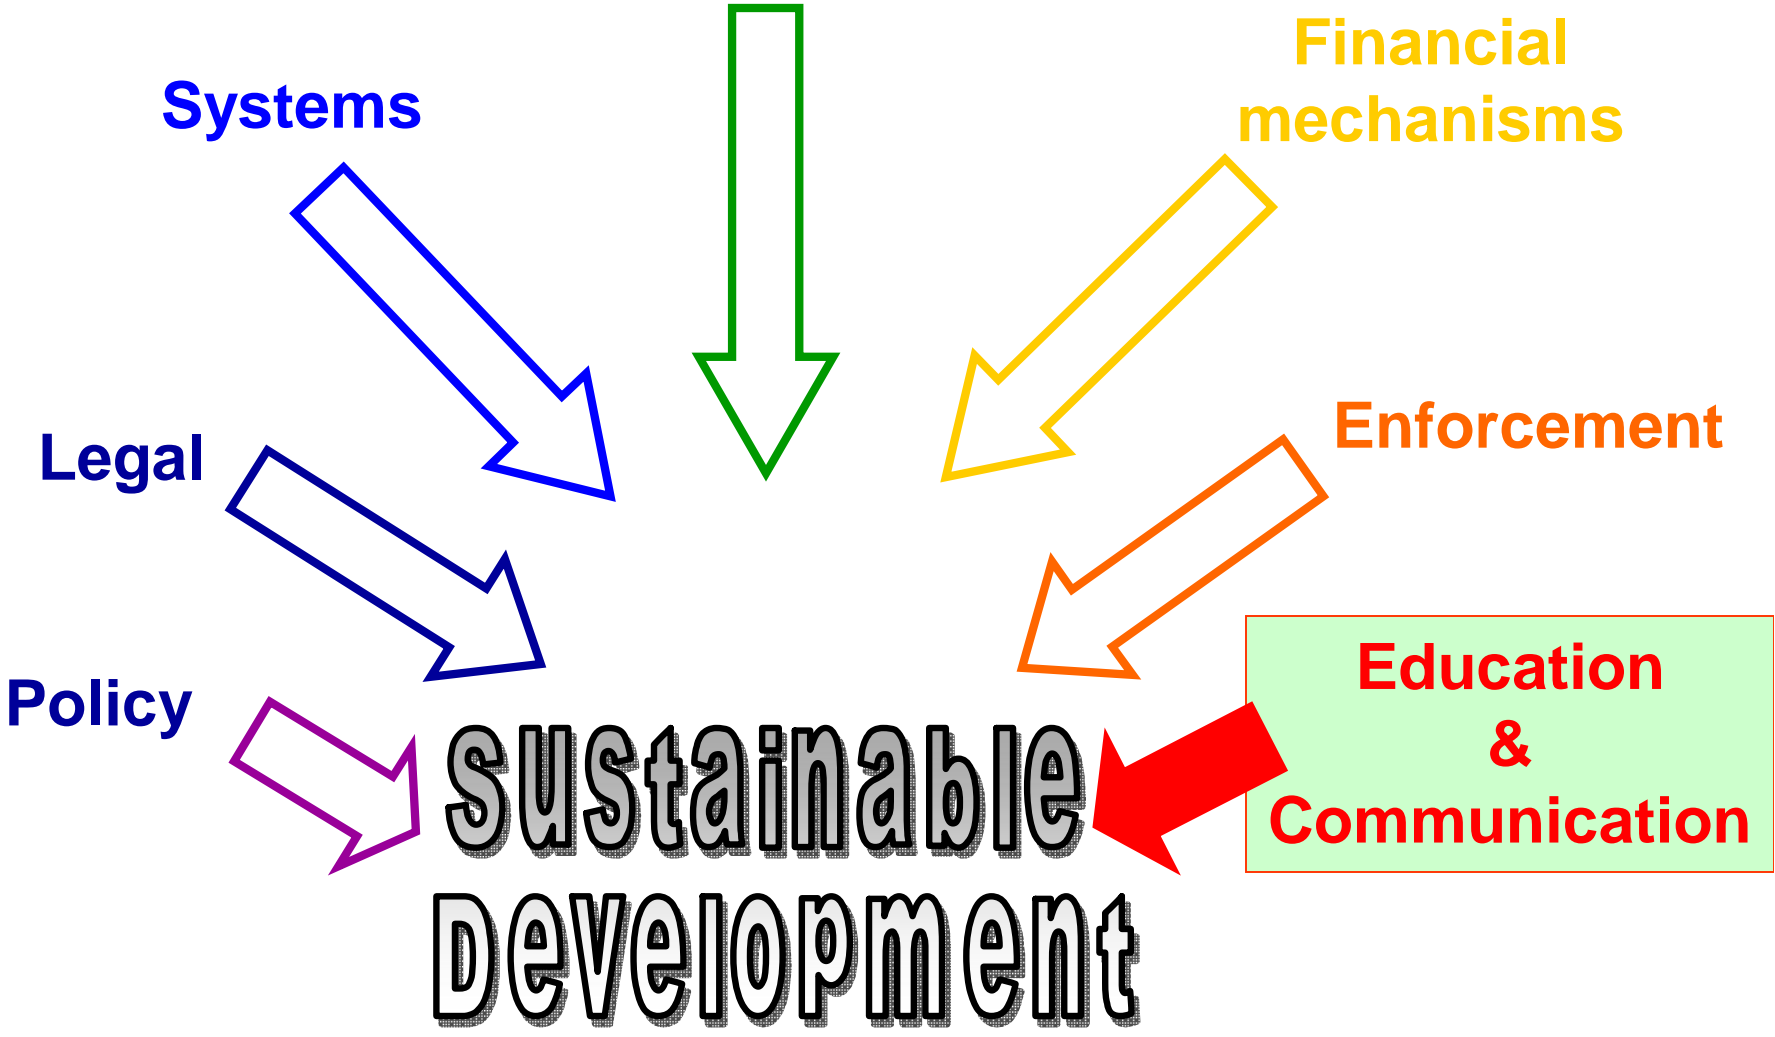 Financial
mechanisms
Systems
Enforcement
Legal
Policy
Education
&
Communication
Sustainable
Development